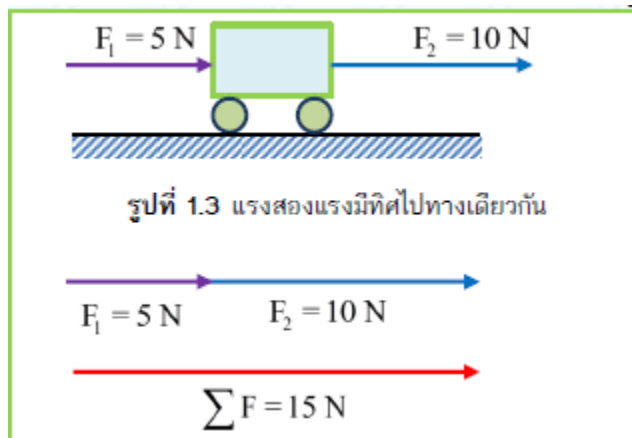 F₁ = 5 N F₂ = 10 N
รูปที่ 1.3 แรงสองแรงมีทิศไปทางเดียวกัน
F₁ = 5 N F₂ = 10 N
∑ F = 15 N